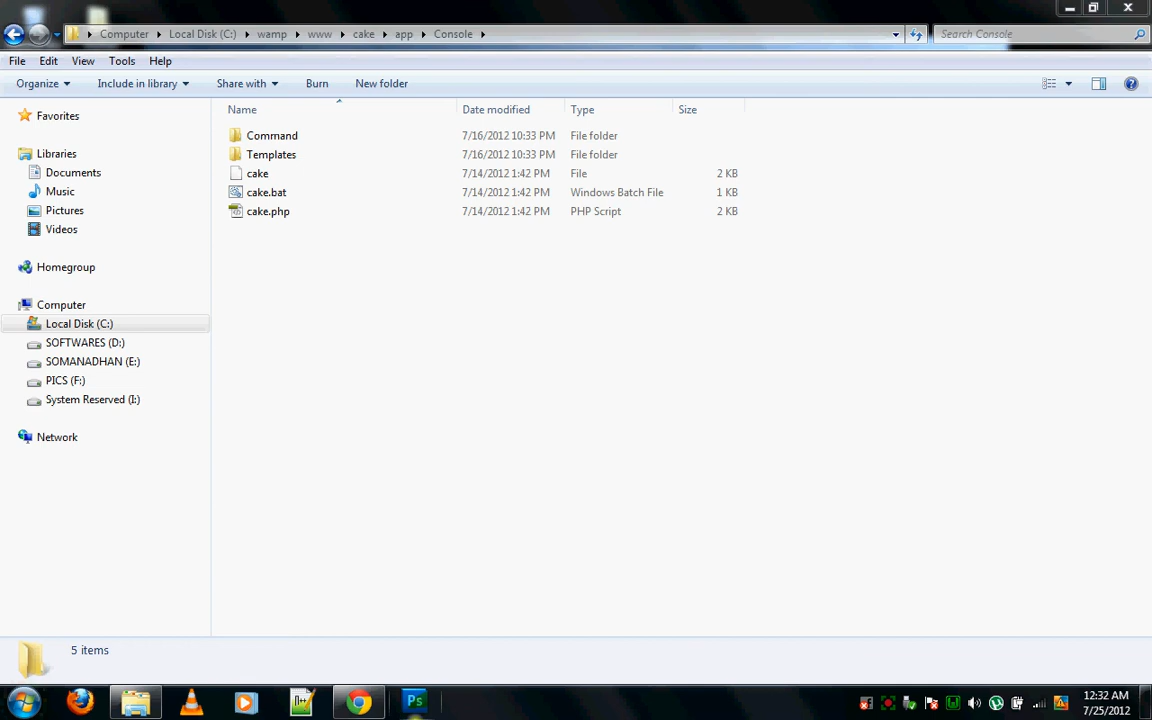 Computer Local Disk (C:) wamp www cake app Console
Search Console
File Edit View Tools Help
Organize Include in library Share with Burn New folder
Name Date modified Type Size
Favorites
Libraries
Documents
Music
Pictures
Videos
Homegroup
Computer
Local Disk (C:)
SOFTWARES (D:)
SOMANADHAN (E:)
PICS (F:)
System Reserved (I:)
Network
Command 7/16/2012 10:33 PM File folder
Templates 7/16/2012 10:33 PM File folder
cake 7/14/2012 1:42 PM File 2 KB
cake.bat 7/14/2012 1:42 PM Windows Batch File 1 KB
cake.php 7/14/2012 1:42 PM PHP Script 2 KB
5 items
Ps
12:32 AM
7/25/2012